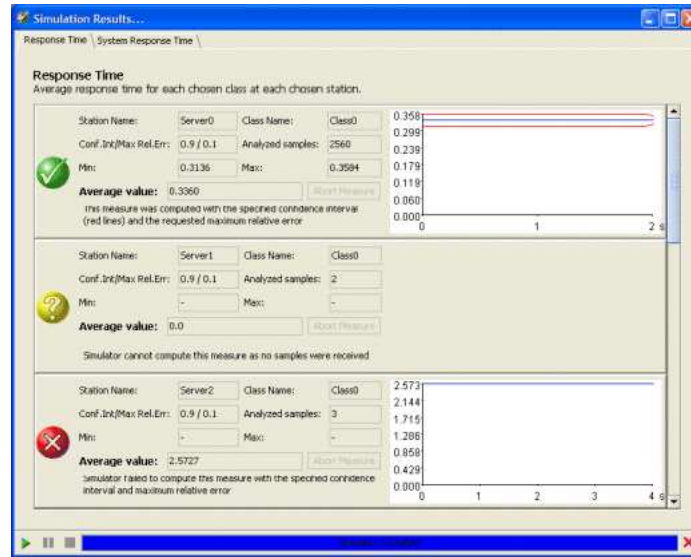 Simulation Results...
Response Time System Response Time
Response Time
Average response time for each chosen class at each chosen station.
Station Name: Server0 Class Name: Class0
Conf.Int/Max Rel.Err: 0.9 / 0.1 Analyzed samples: 2560
Min: 0.3136 Max: 0.3584
Average value: 0.3360 Abort Measure
This measure was computed with the specified confidence interval
(red lines) and the requested maximum relative error
0.358
0.299
0.239
0.179
0.119
0.060
0.000
0 1 2 s
Station Name: Server1 Class Name: Class0
Conf.Int/Max Rel.Err: 0.9 / 0.1 Analyzed samples: 2
Min: - Max: -
Average value: 0.0 Abort Measure
Simulator cannot compute this measure as no samples were received
Station Name: Server2 Class Name: Class0
Conf.Int/Max Rel.Err: 0.9 / 0.1 Analyzed samples: 3
Min: - Max: -
Average value: 2.5727 Abort Measure
Simulator failed to compute this measure with the specified confidence
interval and maximum relative error
2.573
2.144
1.715
1.286
0.858
0.429
0.000
0 1 2 3 4 s